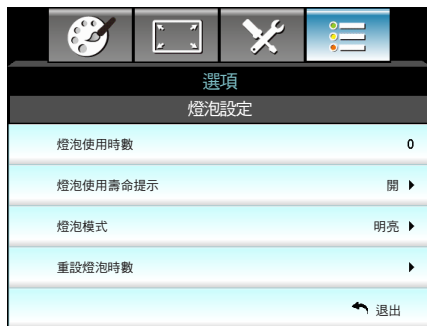 選項
燈泡設定
燈泡使用時數 0
燈泡使用壽命提示 開
燈泡模式 明亮
重設燈泡時數
退出